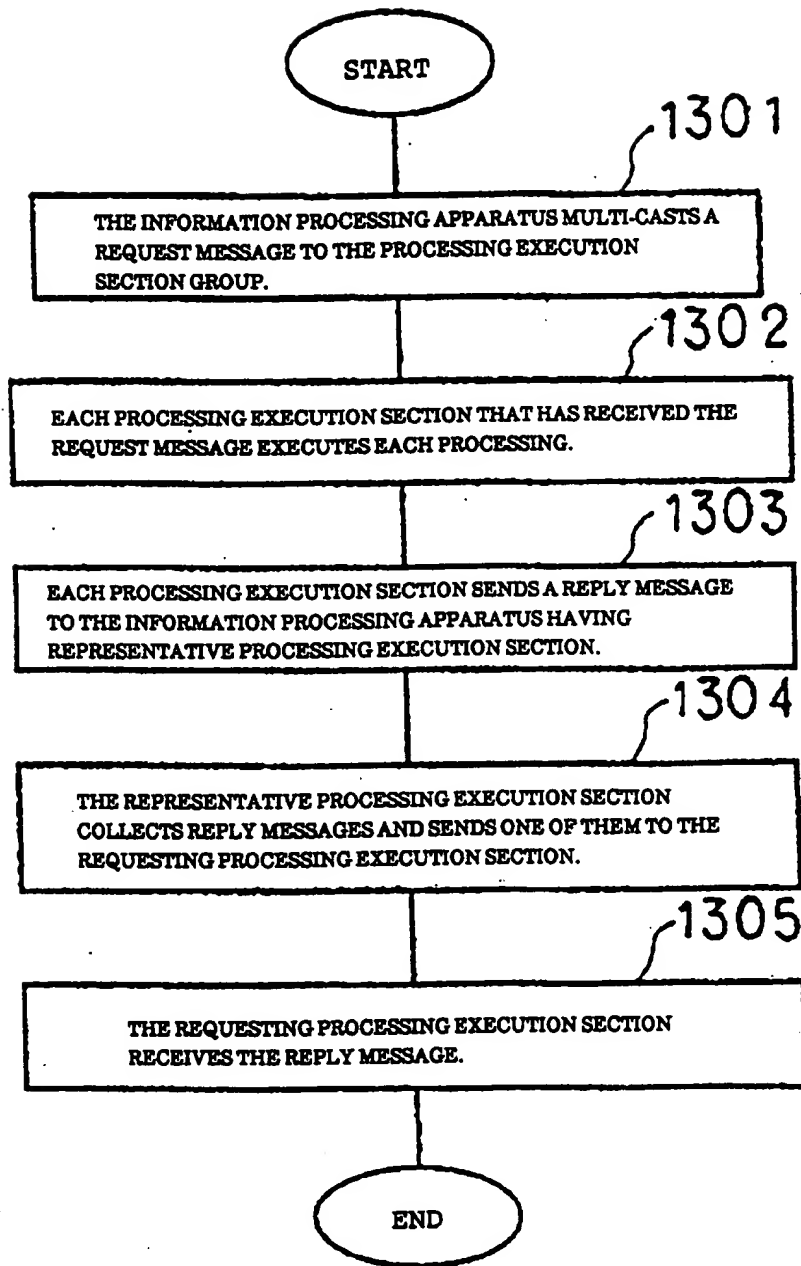 START
1301
THE INFORMATION PROCESSING APPARATUS MULTI-CASTS A
REQUEST MESSAGE TO THE PROCESSING EXECUTION
SECTION GROUP.
1302
EACH PROCESSING EXECUTION SECTION THAT HAS RECEIVED THE
REQUEST MESSAGE EXECUTES EACH PROCESSING.
1303
EACH PROCESSING EXECUTION SECTION SENDS A REPLY MESSAGE
TO THE INFORMATION PROCESSING APPARATUS HAVING
REPRESENTATIVE PROCESSING EXECUTION SECTION.
1304
THE REPRESENTATIVE PROCESSING EXECUTION SECTION
COLLECTS REPLY MESSAGES AND SENDS ONE OF THEM TO THE
REQUESTING PROCESSING EXECUTION SECTION.
1305
THE REQUESTING PROCESSING EXECUTION SECTION
RECEIVES THE REPLY MESSAGE.
END